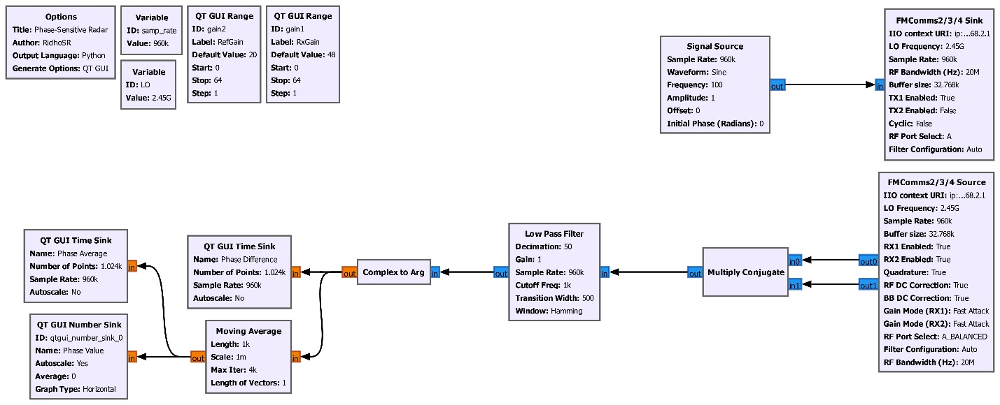 Options
Title: Phase-Sensitive Radar
Author: RidhoSR
Output Language: Python
Generate Options: QT GUI
Variable
ID: samp_rate
Value: 960k
Variable
ID: LO
Value: 2.45G
QT GUI Range
ID: gain2
Label: RefGain
Default Value: 20
Start: 0
Stop: 64
Step: 1
QT GUI Range
ID: gain1
Label: RxGain
Default Value: 48
Start: 0
Stop: 64
Step: 1
Signal Source
Sample Rate: 960k
Waveform: Sine
Frequency: 100
Amplitude: 1
Offset: 0
Initial Phase (Radians): 0
out
in
FMComms2/3/4 Sink
IIO context URI: ip:...68.2.1
LO Frequency: 2.45G
Sample Rate: 960k
RF Bandwidth (Hz): 20M
Buffer size: 32.768k
TX1 Enabled: True
TX2 Enabled: False
Cyclic: False
RF Port Select: A
Filter Configuration: Auto
FMComms2/3/4 Source
IIO context URI: ip:...68.2.1
LO Frequency: 2.45G
Sample Rate: 960k
Buffer size: 32.768k
RX1 Enabled: True
RX2 Enabled: True
Quadrature: True
RF DC Correction: True
BB DC Correction: True
Gain Mode (RX1): Fast Attack
Gain Mode (RX2): Fast Attack
RF Port Select: A_BALANCED
Filter Configuration: Auto
RF Bandwidth (Hz): 20M
out0
out1
in0
in1
Multiply Conjugate
out
in
Low Pass Filter
Decimation: 50
Gain: 1
Sample Rate: 960k
Cutoff Freq: 1k
Transition Width: 500
Window: Hamming
out
in
Complex to Arg
out
in
QT GUI Time Sink
Name: Phase Difference
Number of Points: 1.024k
Sample Rate: 960k
Autoscale: No
in
Moving Average
Length: 1k
Scale: 1m
Max Iter: 4k
Length of Vectors: 1
out
in
QT GUI Time Sink
Name: Phase Average
Number of Points: 1.024k
Sample Rate: 960k
Autoscale: No
in
QT GUI Number Sink
ID: qtgui_number_sink_0
Name: Phase Value
Autoscale: Yes
Average: 0
Graph Type: Horizontal